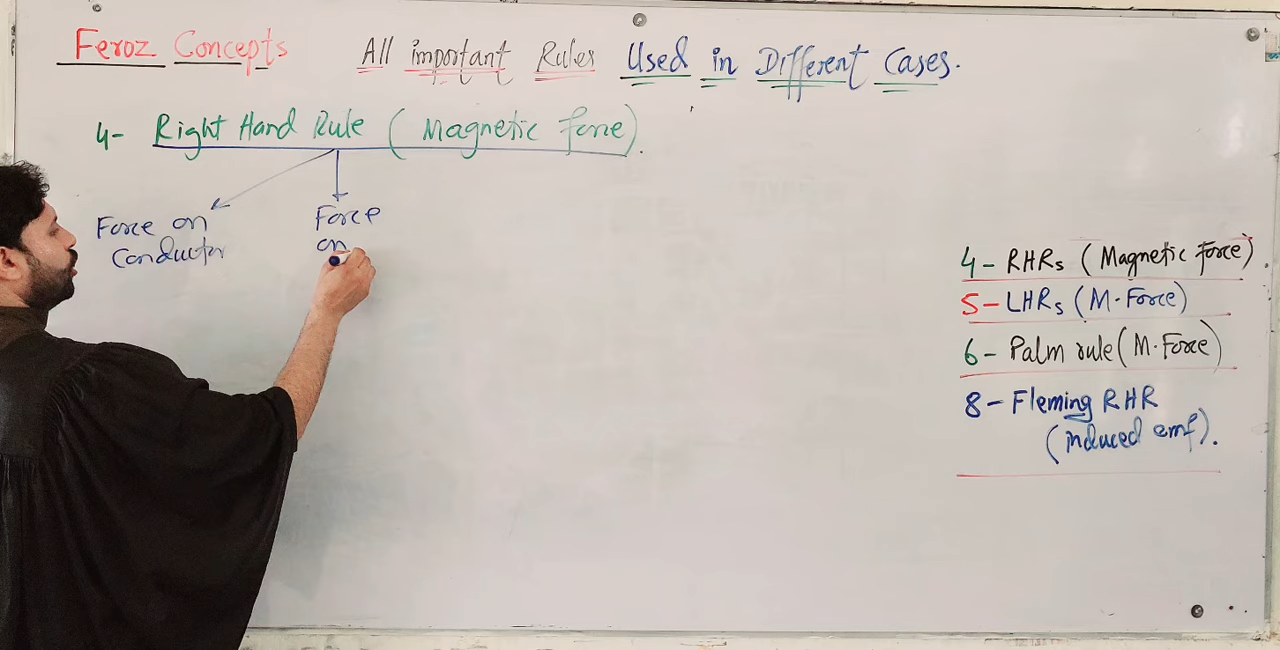 Feroz Concepts All important Rules Used in Different Cases.
4- Right Hand Rule (Magnetic force).
Force on
Conductor
Force
on
4- RHRs (Magnetic Force)
5- LHRs (M. Force)
6- Palm rule (M. Force)
8- Fleming RHR
(induced emf).